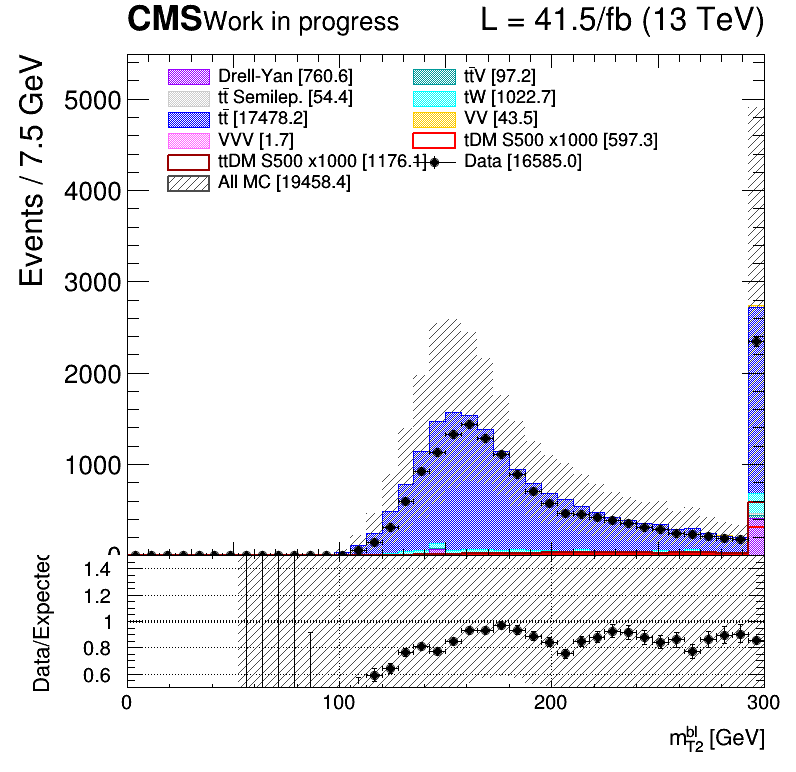 CMS Work in progress L = 41.5/fb (13 TeV)
Events / 7.5 GeV
Drell-Yan [760.6] tt̄V [97.2]
tt̄ Semilep. [54.4] tW [1022.7]
tt̄ [17478.2] VV [43.5]
VVV [1.7] tDM S500 x1000 [597.3]
ttDM S500 x1000 [1176.1] Data [16585.0]
All MC [19458.4]
5000
4000
3000
2000
1000
0
Data/Expected
1.4
1.2
1
0.8
0.6
0 100 200 300
m_{T2}^{bl} [GeV]